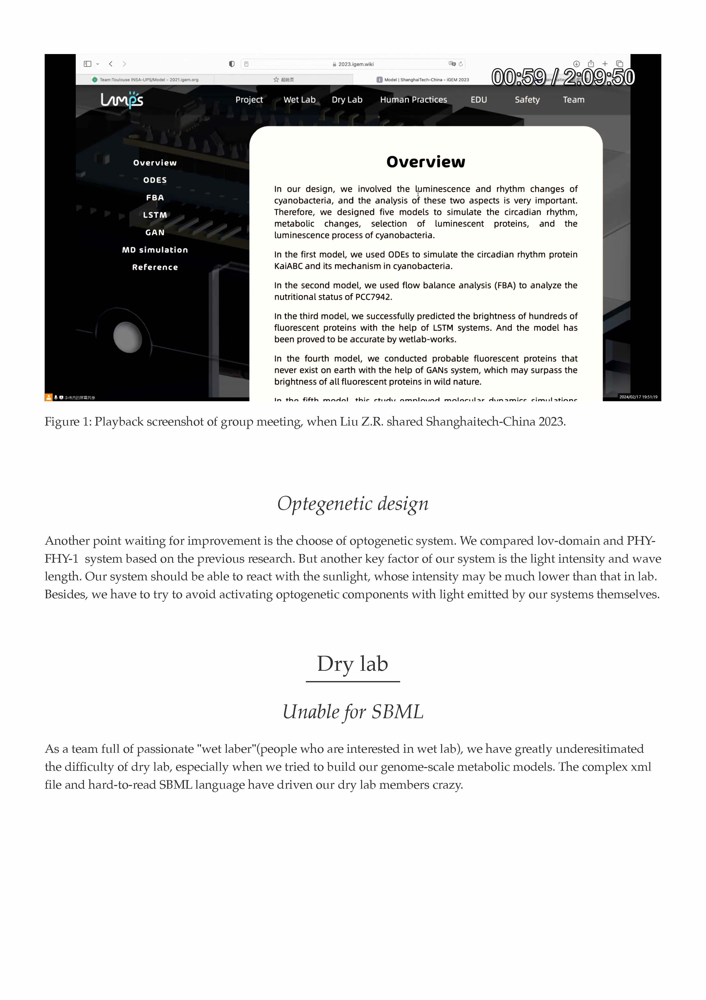 2023.igem.wiki
00:59 / 2:09:50
Team:Toulouse INSA-UPS/Model - 2021.igem.org
起始页
Model | ShanghaiTech-China - iGEM 2023
Lamps
Project Wet Lab Dry Lab Human Practices EDU Safety Team
Overview
ODES
FBA
LSTM
GAN
MD simulation
Reference
Overview
In our design, we involved the luminescence and rhythm changes of
cyanobacteria, and the analysis of these two aspects is very important.
Therefore, we designed five models to simulate the circadian rhythm,
metabolic changes, selection of luminescent proteins, and the
luminescence process of cyanobacteria.
In the first model, we used ODEs to simulate the circadian rhythm protein
KaiABC and its mechanism in cyanobacteria.
In the second model, we used flow balance analysis (FBA) to analyze the
nutritional status of PCC7942.
In the third model, we successfully predicted the brightness of hundreds of
fluorescent proteins with the help of LSTM systems. And the model has
been proved to be accurate by wetlab-works.
In the fourth model, we conducted probable fluorescent proteins that
never exist on earth with the help of GANs system, which may surpass the
brightness of all fluorescent proteins in wild nature.
In the fifth model, this study employed molecular dynamics simulations
李玮杰的屏幕共享
2024/02/17 19:51:19
Figure 1: Playback screenshot of group meeting, when Liu Z.R. shared Shanghaitech-China 2023.
Optegenetic design
Another point waiting for improvement is the choose of optogenetic system. We compared lov-domain and PHY-
FHY-1 system based on the previous research. But another key factor of our system is the light intensity and wave
length. Our system should be able to react with the sunlight, whose intensity may be much lower than that in lab.
Besides, we have to try to avoid activating optogenetic components with light emitted by our systems themselves.
Dry lab
Unable for SBML
As a team full of passionate "wet laber"(people who are interested in wet lab), we have greatly underesitimated
the difficulty of dry lab, especially when we tried to build our genome-scale metabolic models. The complex xml
file and hard-to-read SBML language have driven our dry lab members crazy.